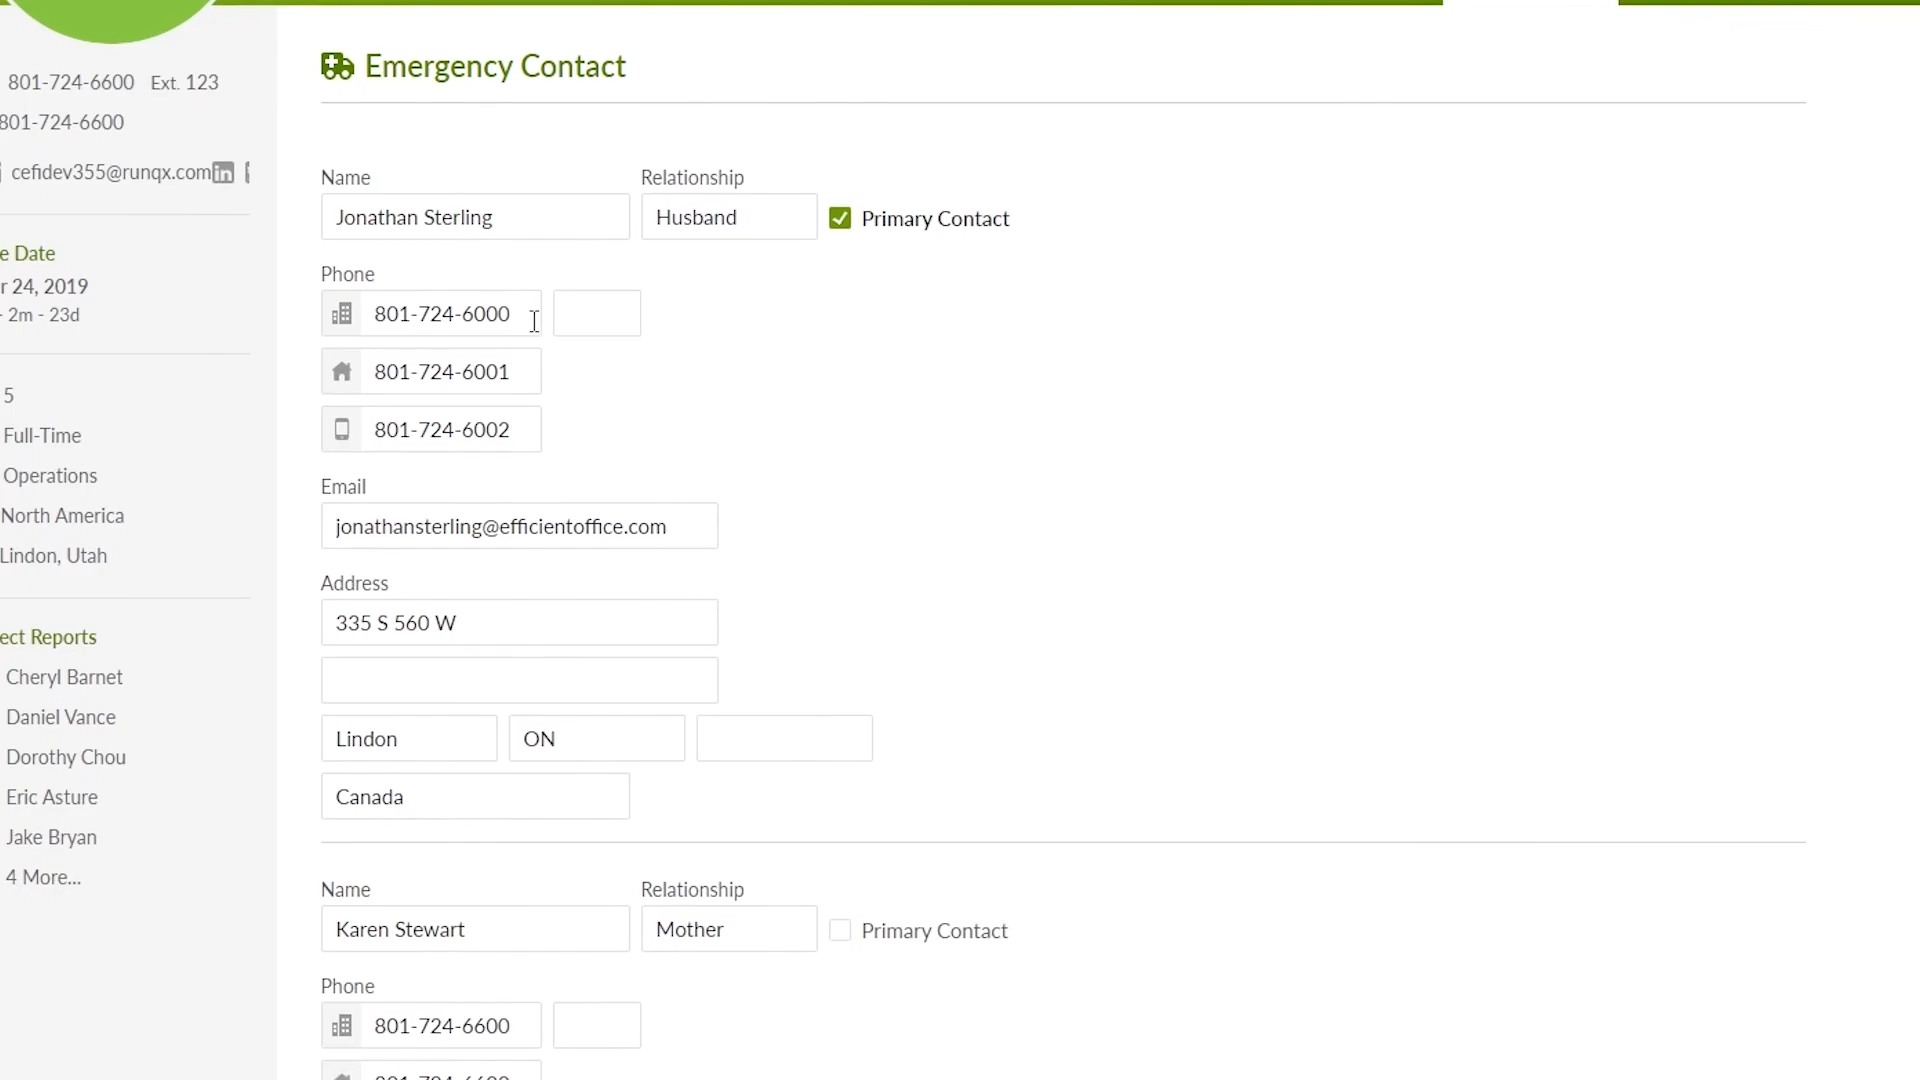 801-724-6600 Ext. 123
801-724-6600
cefidev355@runqx.com
e Date
r 24, 2019
- 2m - 23d
5
Full-Time
Operations
North America
Lindon, Utah
ect Reports
Cheryl Barnet
Daniel Vance
Dorothy Chou
Eric Asture
Jake Bryan
4 More...
Emergency Contact
Name Relationship
Jonathan Sterling Husband Primary Contact
Phone
801-724-6000
801-724-6001
801-724-6002
Email
jonathansterling@efficientoffice.com
Address
335 S 560 W
Lindon ON
Canada
Name Relationship
Karen Stewart Mother Primary Contact
Phone
801-724-6600